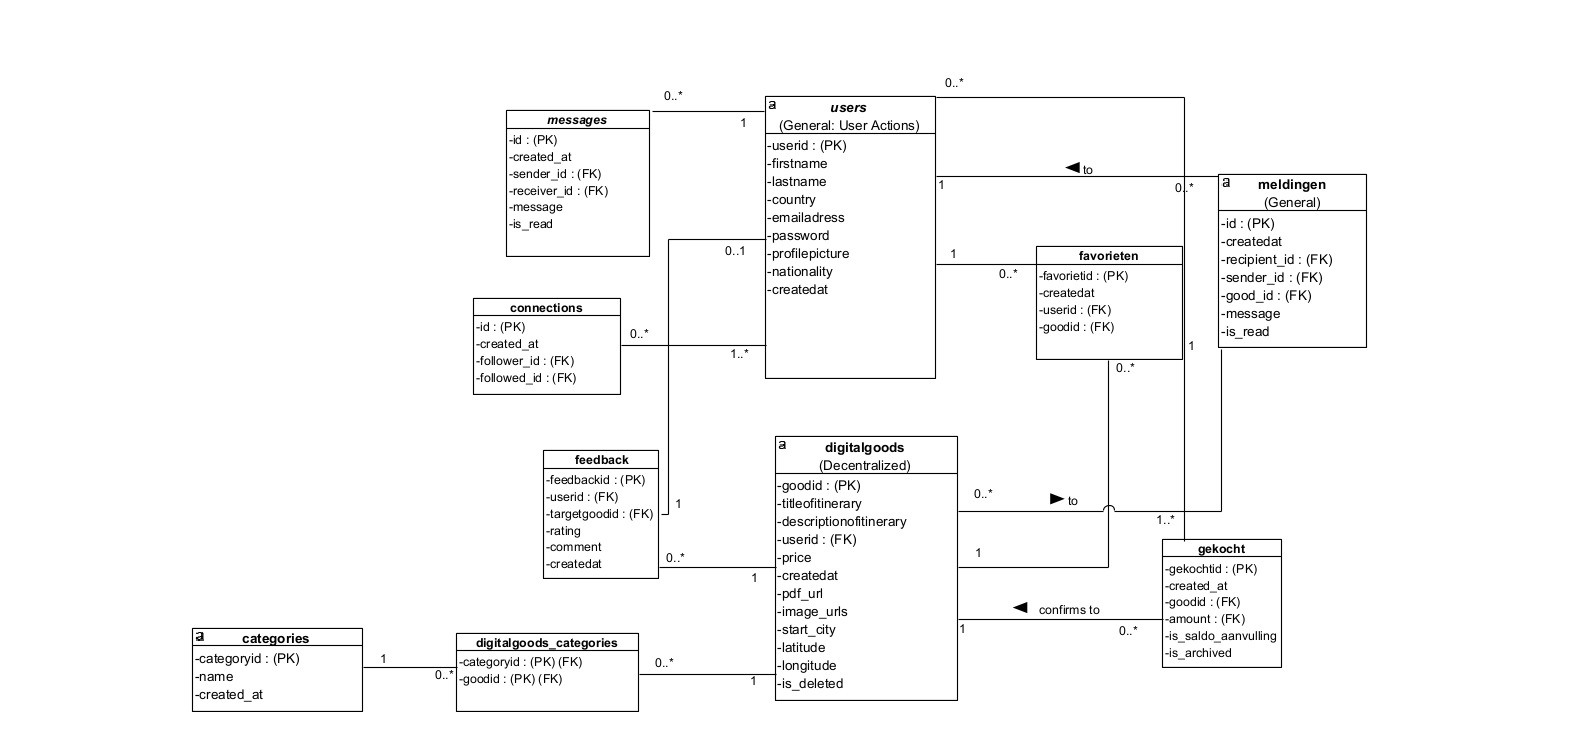 0..*
0..*
1
messages
-id : (PK)
-created_at
-sender_id : (FK)
-receiver_id : (FK)
-message
-is_read
a
users
(General: User Actions)
-userid : (PK)
-firstname
-lastname
-country
-emailadress
-password
-profilepicture
-nationality
-createdat
to
1
0..*
a
meldingen
(General)
-id : (PK)
-createdat
-recipient_id : (FK)
-sender_id : (FK)
-good_id : (FK)
-message
-is_read
0..1
1
0..*
favorieten
-favorietid : (PK)
-createdat
-userid : (FK)
-goodid : (FK)
connections
-id : (PK)
-created_at
-follower_id : (FK)
-followed_id : (FK)
0..*
1..*
1
0..*
feedback
-feedbackid : (PK)
-userid : (FK)
-targetgoodid : (FK)
-rating
-comment
-createdat
1
0..*
1
a
digitalgoods
(Decentralized)
-goodid : (PK)
-titleofitinerary
-descriptionofitinerary
-userid : (FK)
-price
-createdat
-pdf_url
-image_urls
-start_city
-latitude
-longitude
-is_deleted
0..*
to
1..*
1
confirms to
1
0..*
gekocht
-gekochtid : (PK)
-created_at
-goodid : (FK)
-amount : (FK)
-is_saldo_aanvulling
-is_archived
a
categories
-categoryid : (PK)
-name
-created_at
1
0..*
digitalgoods_categories
-categoryid : (PK) (FK)
-goodid : (PK) (FK)
0..*
1